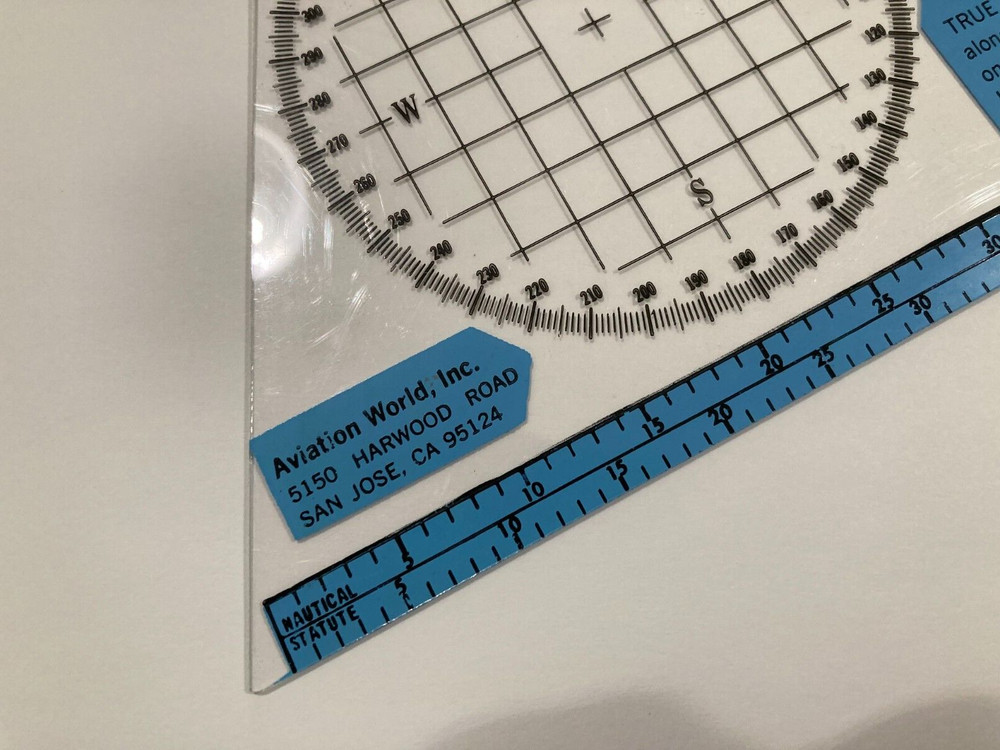 300
290
280
270
260
250
240
230
220
210
200
190
180
170
160
150
140
130
120
W
S
TRUE
alon
on
Aviation World, Inc.
5150 HARWOOD ROAD
SAN JOSE, CA 95124
NAUTICAL 5 10 15 20 25 30
STATUTE 5 10 15 20 25 30